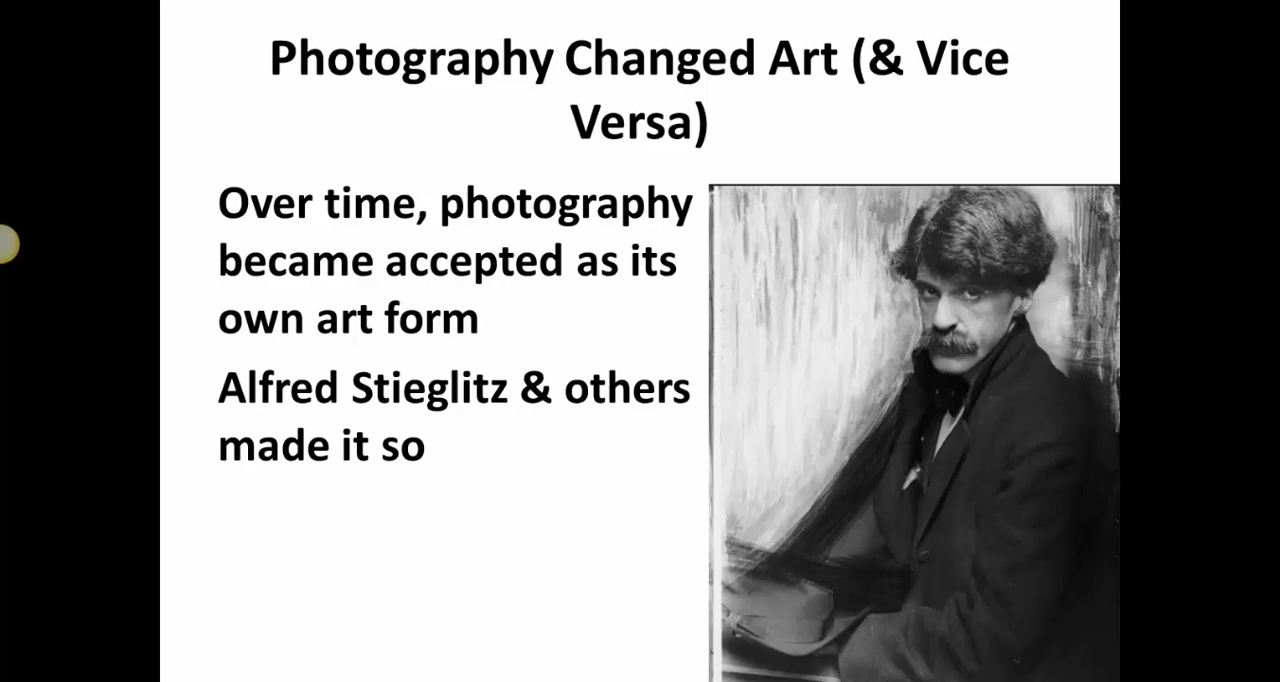 Photography Changed Art (& Vice
Versa)
Over time, photography
became accepted as its
own art form
Alfred Stieglitz & others
made it so